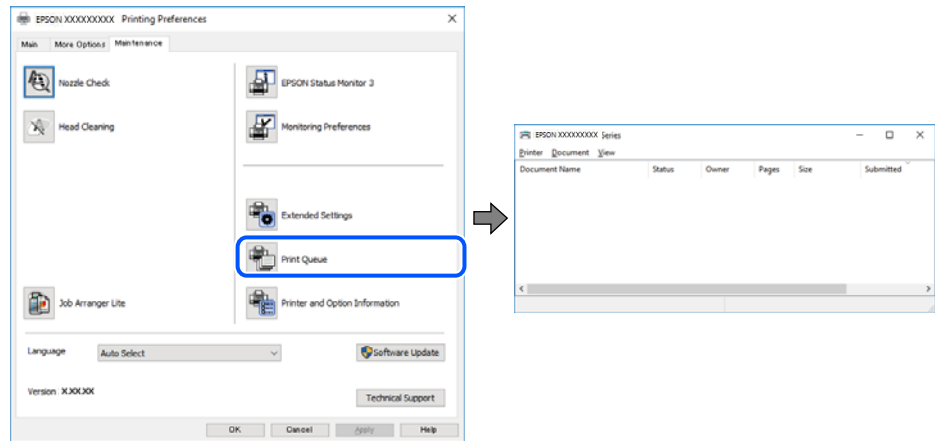 EPSON XXXXXXXXX Printing Preferences
Main More Options Maintenance
Nozzle Check
EPSON Status Monitor 3
Head Cleaning
Monitoring Preferences
Extended Settings
Print Queue
Job Arranger Lite
Printer and Option Information
Language Auto Select Software Update
Version X.XX.XX
Technical Support
OK Cancel Apply Help
EPSON XXXXXXXXX Series
Printer Document View
Document Name Status Owner Pages Size Submitted